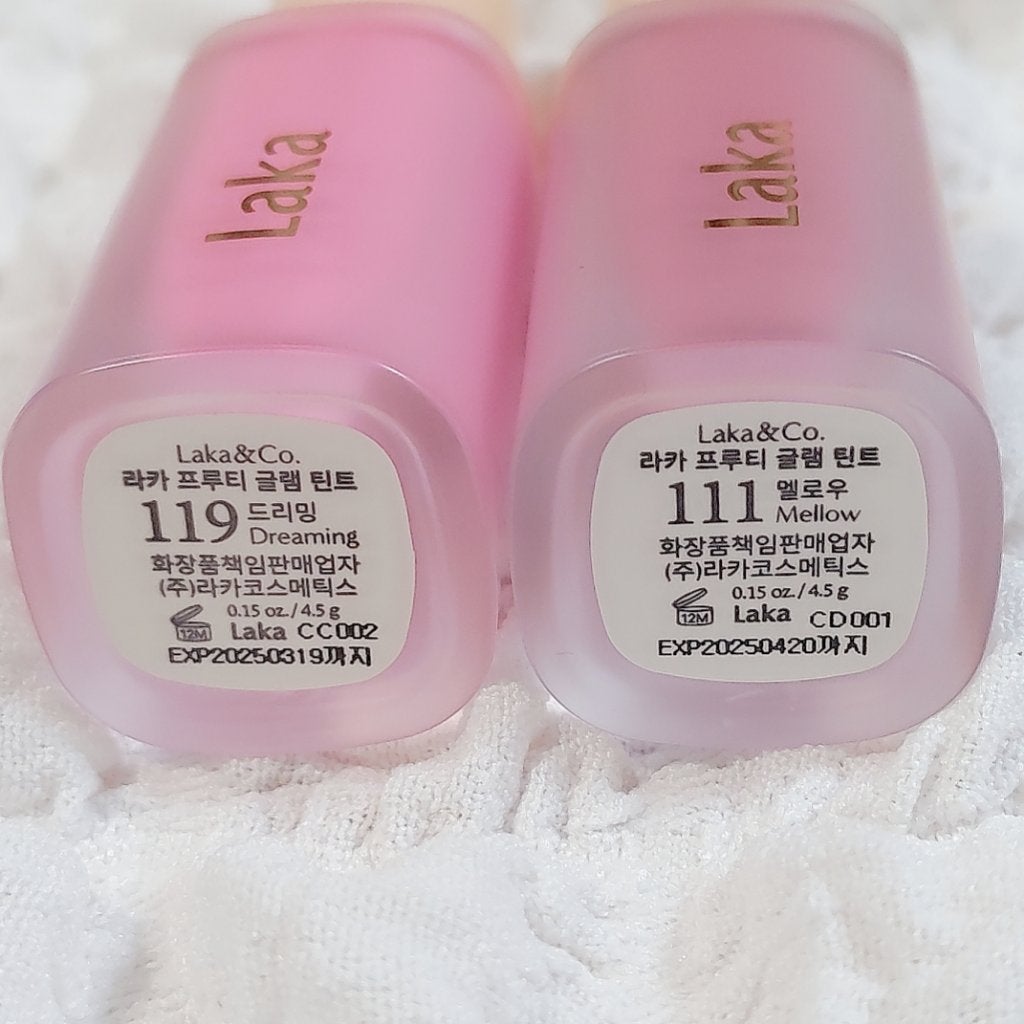 Laka
Laka&Co.
라카 프루티 글램 틴트
119 드리밍
Dreaming
화장품책임판매업자
(주)라카코스메틱스
0.15 oz./4.5 g
12M Laka CC002
EXP20250319까지
Laka
Laka&Co.
라카 프루티 글램 틴트
111 멜로우
Mellow
화장품책임판매업자
(주)라카코스메틱스
0.15 oz./4.5 g
12M Laka CD001
EXP20250420까지